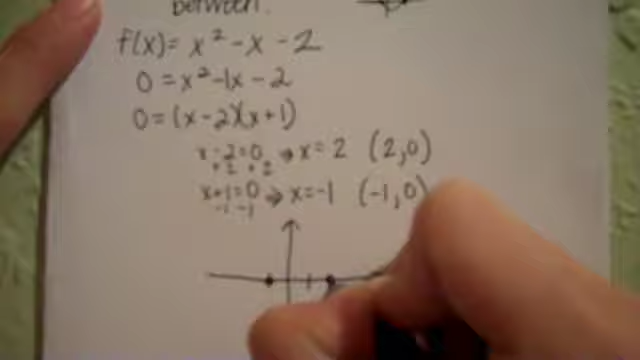 between.
f(x) = x² - x - 2
0 = x² - 1x - 2
0 = (x - 2)(x + 1)
x - 2 = 0 → x = 2 (2,0)
+2 +2
x + 1 = 0 → x = -1 (-1,0)
-1 -1